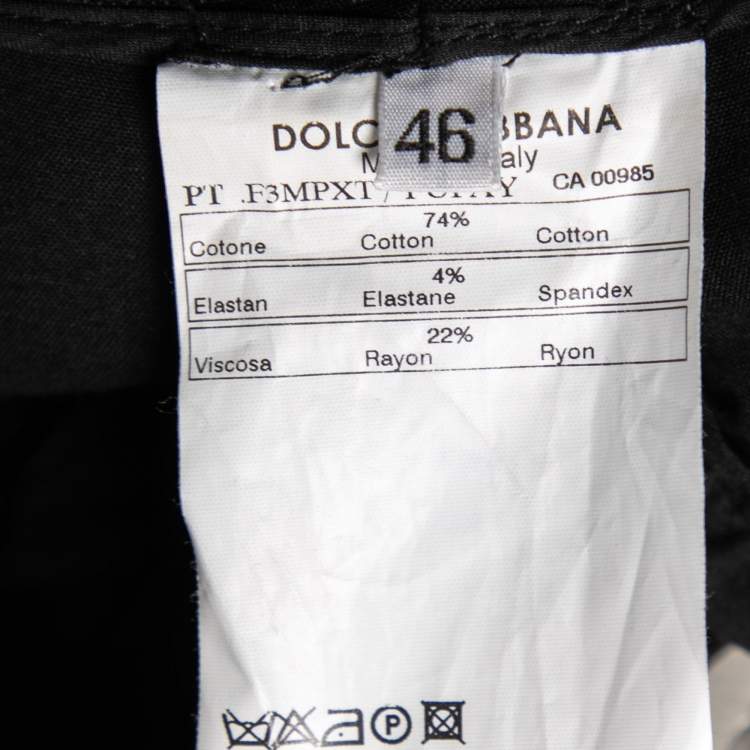 DOLC 46 BBANA
M aly
PT .F3MPXT / CA 00985
74%
Cotone Cotton Cotton
4%
Elastan Elastane Spandex
22%
Viscosa Rayon Ryon
P